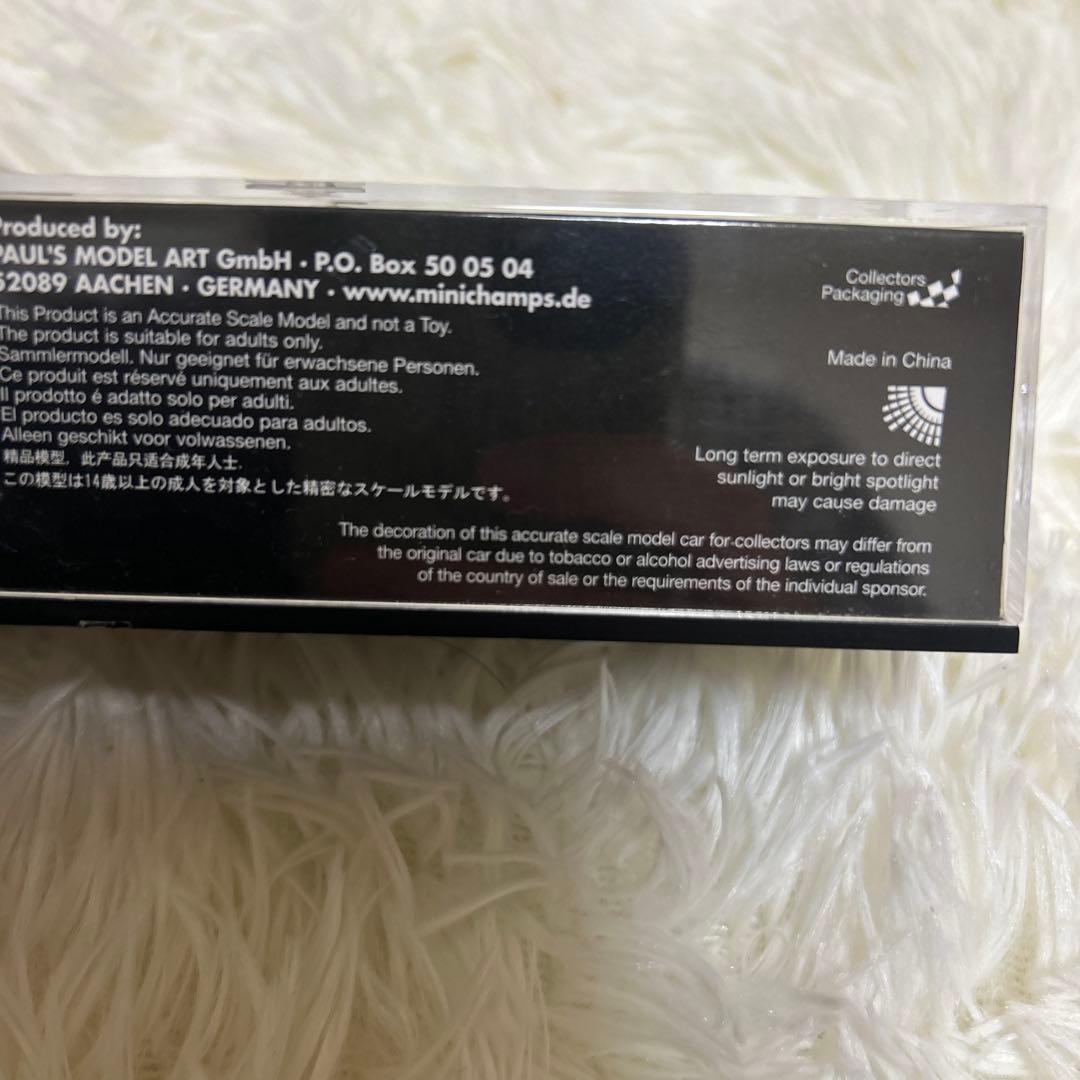 Produced by:
PAUL'S MODEL ART GmbH · P.O. Box 50 05 04
52089 AACHEN · GERMANY · www.minichamps.de
This Product is an Accurate Scale Model and not a Toy.
The product is suitable for adults only.
Sammlermodell. Nur geeignet für erwachsene Personen.
Ce produit est réservé uniquement aux adultes.
Il prodotto é adatto solo per adulti.
El producto es solo adecuado para adultos.
Alleen geschikt voor volwassenen.
精品模型，此产品只适合成年人士.
この模型は14歳以上の成人を対象とした精密なスケールモデルです。
Collectors
Packaging
Made in China
Long term exposure to direct
sunlight or bright spotlight
may cause damage
The decoration of this accurate scale model car for collectors may differ from
the original car due to tobacco or alcohol advertising laws or regulations
of the country of sale or the requirements of the individual sponsor.